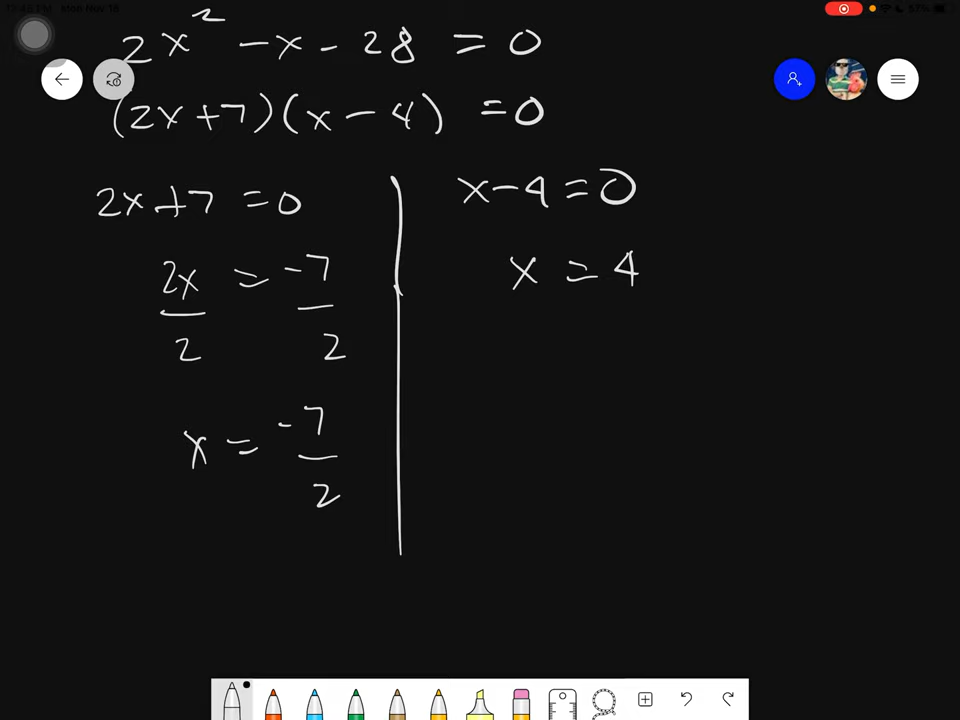 2x² - x - 28 = 0
(2x+7)(x-4) = 0
2x+7 = 0
2x = -7
2 2
x = -7
2
x-4=0
x = 4